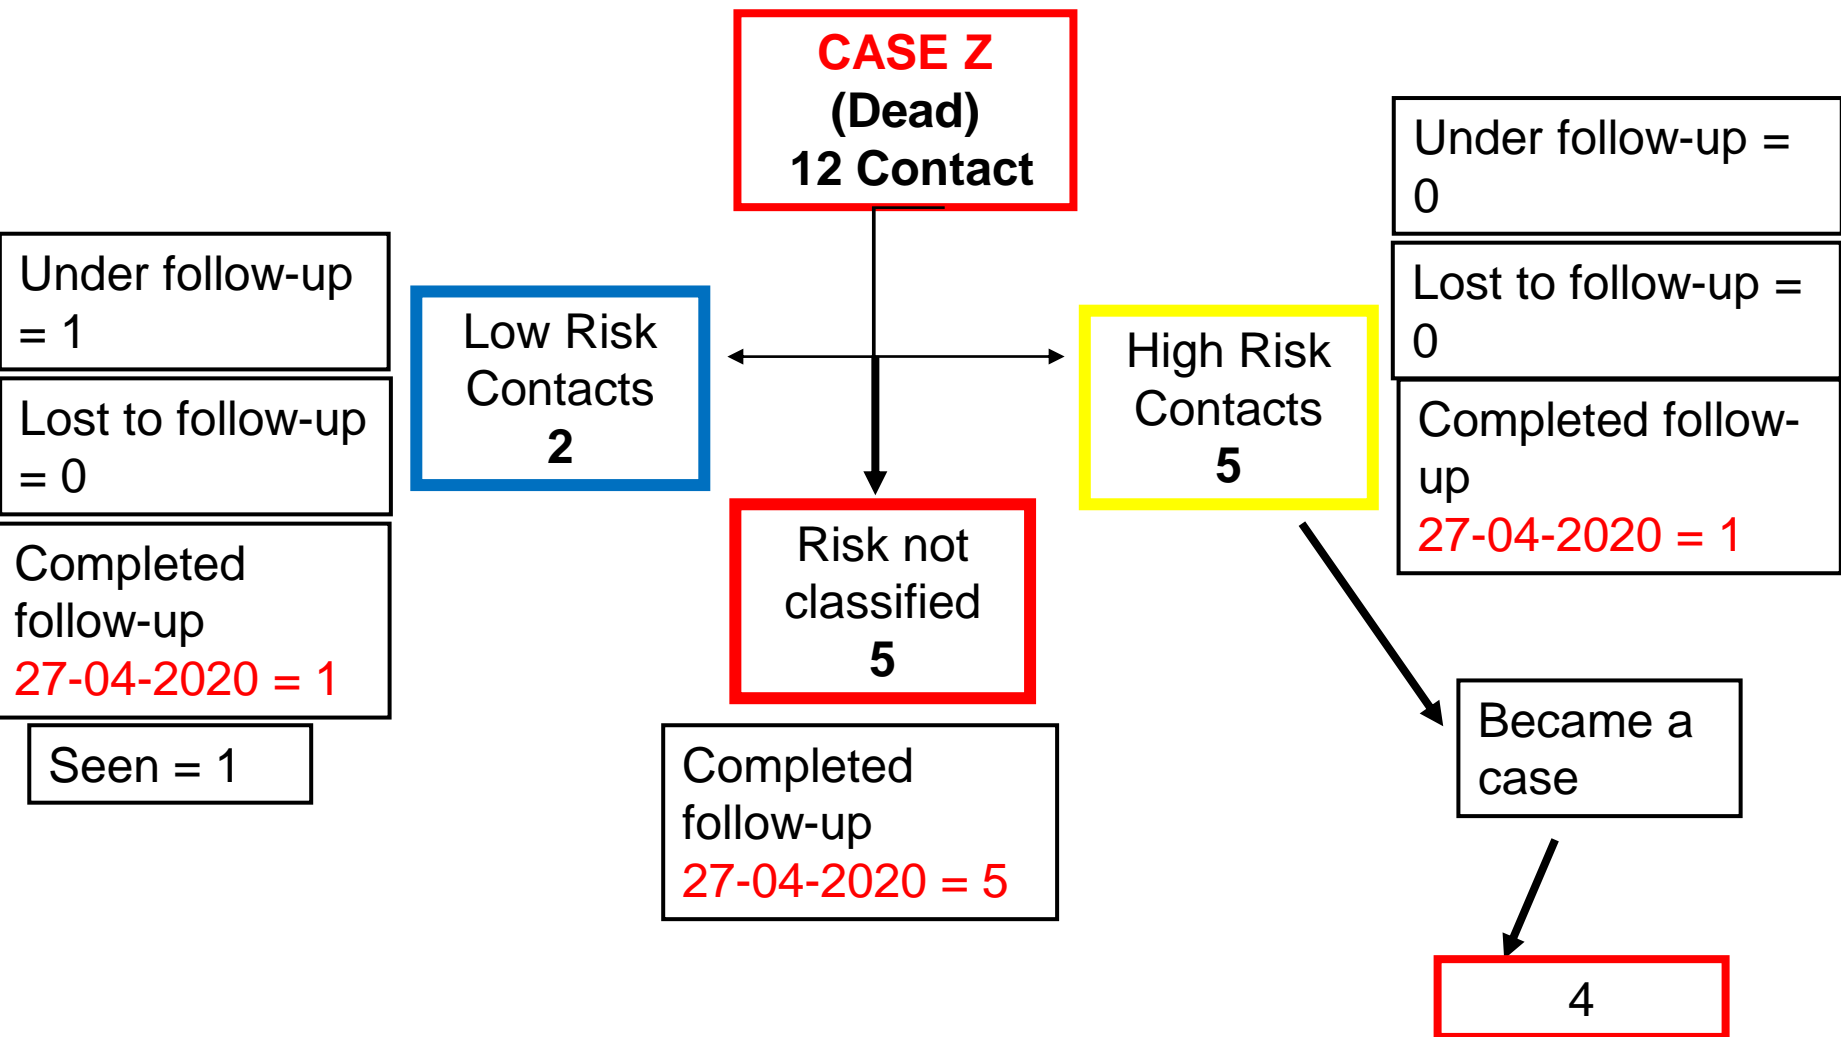 CASE Z
(Dead)
12 Contact
Under follow-up
= 1
Lost to follow-up
= 0
Completed
follow-up
27-04-2020 = 1
Seen = 1
Low Risk
Contacts
2
Risk not
classified
5
Completed
follow-up
27-04-2020 = 5
High Risk
Contacts
5
Under follow-up =
0
Lost to follow-up =
0
Completed follow-
up
27-04-2020 = 1
Became a
case
4